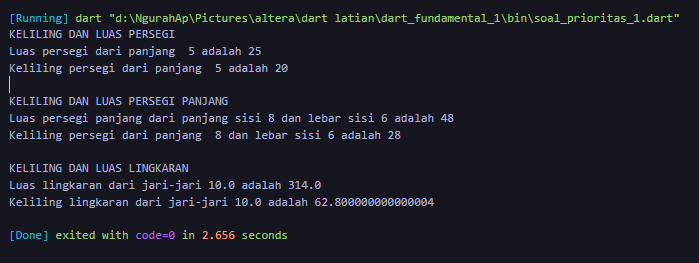 [Running] dart "d:\NgurahAp\Pictures\altera\dart latian\dart_fundamental_1\bin\soal_prioritas_1.dart"
KELILING DAN LUAS PERSEGI
Luas persegi dari panjang  5 adalah 25
Keliling persegi dari panjang  5 adalah 20
KELILING DAN LUAS PERSEGI PANJANG
Luas persegi panjang dari panjang sisi 8 dan lebar sisi 6 adalah 48
Keliling persegi dari panjang  8 dan lebar sisi 6 adalah 28
KELILING DAN LUAS LINGKARAN
Luas lingkaran dari jari-jari 10.0 adalah 314.0
Keliling lingkaran dari jari-jari 10.0 adalah 62.800000000000004
[Done] exited with code=0 in 2.656 seconds